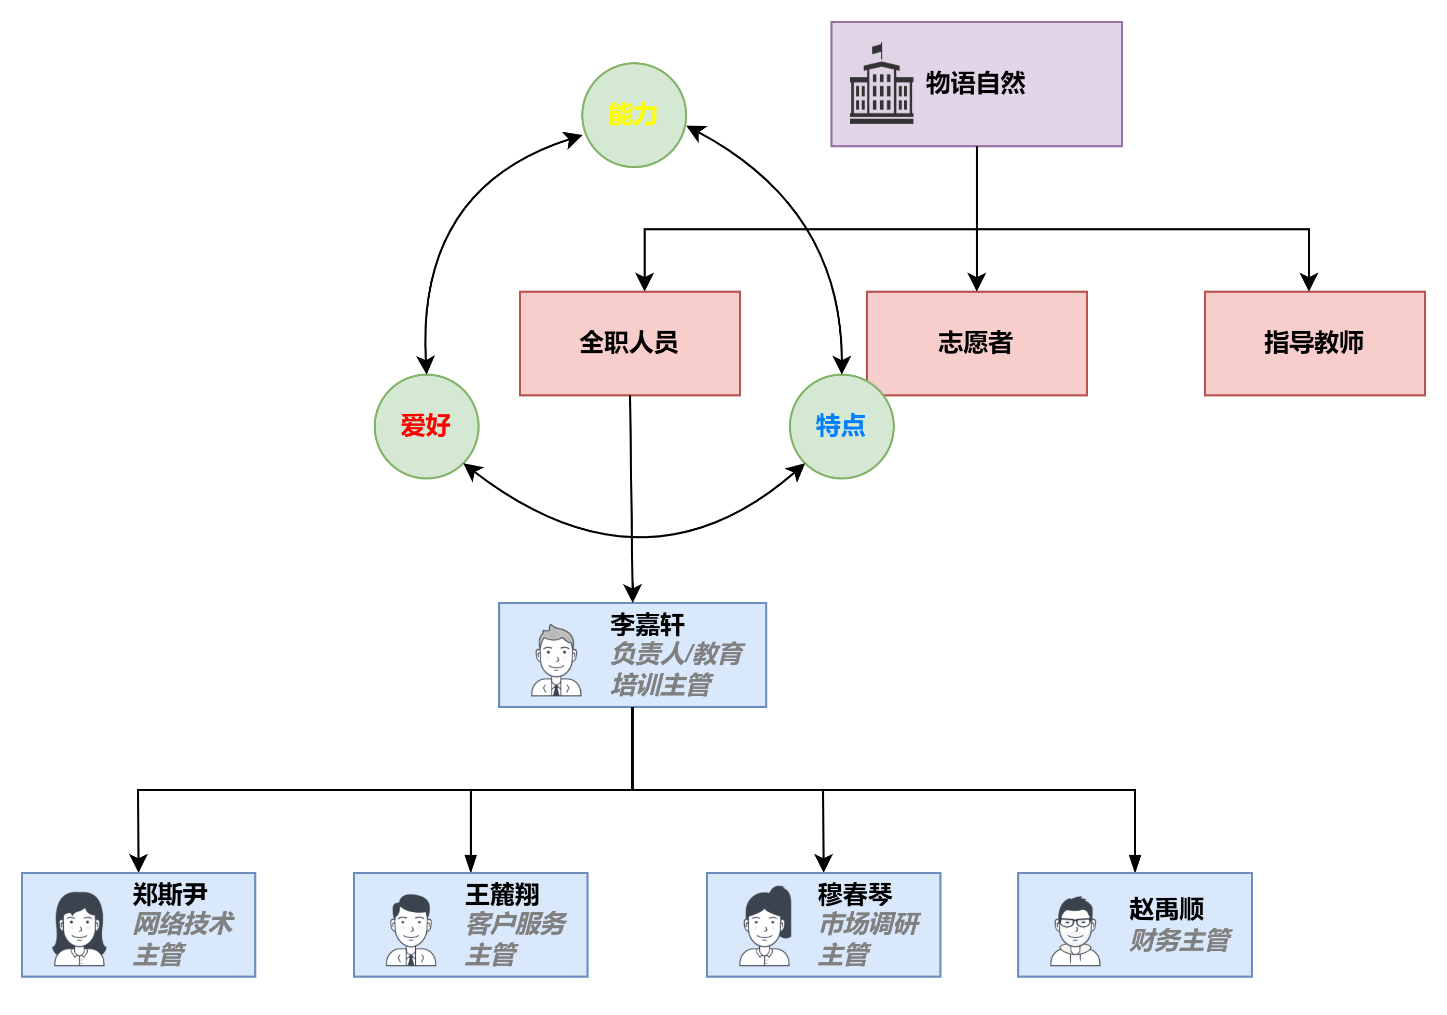 物语自然
能力
全职人员
志愿者
指导教师
爱好
特点
李嘉轩
负责人/教育
培训主管
郑斯尹
网络技术
主管
王麓翔
客户服务
主管
穆春琴
市场调研
主管
赵禹顺
财务主管